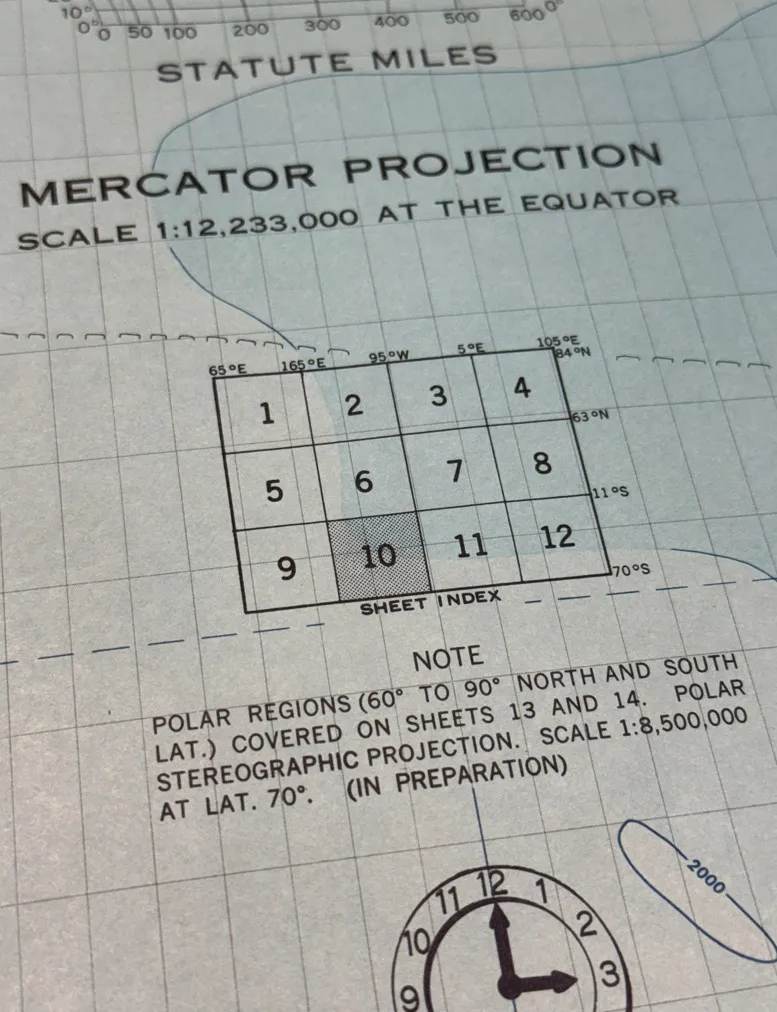 10°
0°
0 50 100 200 300 400 500 600 0°
STATUTE MILES
MERCATOR PROJECTION
SCALE 1:12,233,000 AT THE EQUATOR
65°E 165°E 95°W 5°E 105°E
84°N
1 2 3 4
63°N
5 6 7 8
11°S
9 10 11 12
70°S
SHEET INDEX
NOTE
POLAR REGIONS (60° TO 90° NORTH AND SOUTH
LAT.) COVERED ON SHEETS 13 AND 14. POLAR
STEREOGRAPHIC PROJECTION. SCALE 1:8,500,000
AT LAT. 70°. (IN PREPARATION)
2000
11 12 1
10 2
9 3